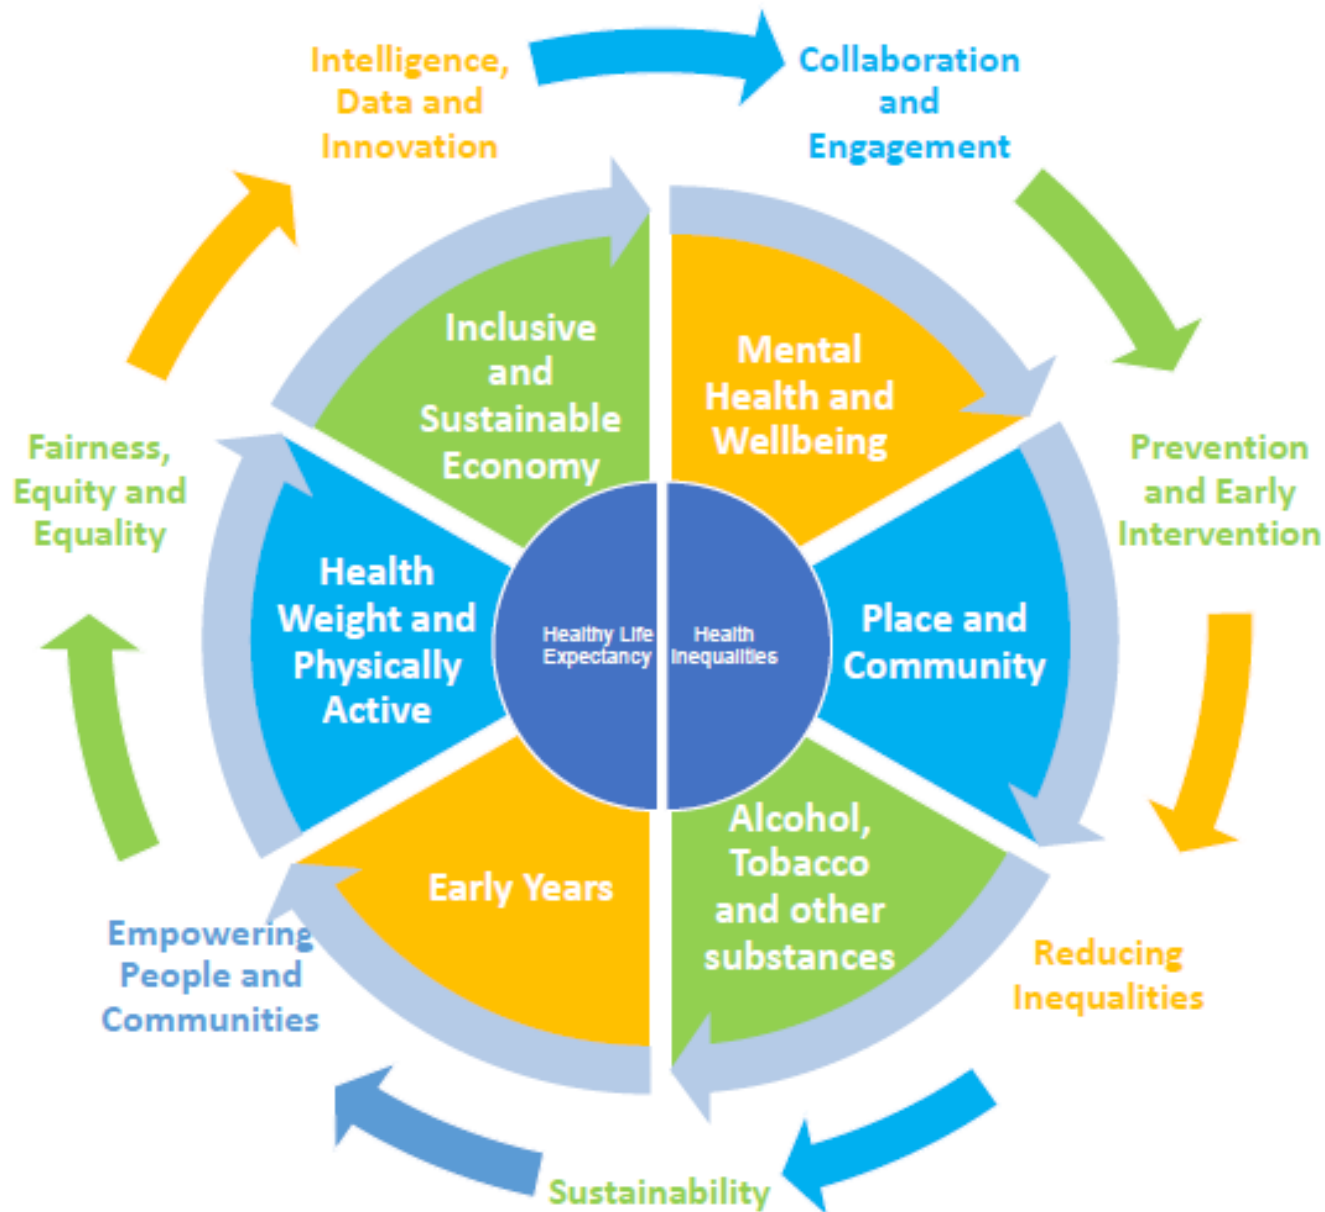 Intelligence,
Data and
Innovation
Collaboration
and
Engagement
Prevention
and Early
Intervention
Reducing
Inequalities
Sustainability
Empowering
People and
Communities
Fairness,
Equity and
Equality
Inclusive
and
Sustainable
Economy
Mental
Health and
Wellbeing
Place and
Community
Alcohol,
Tobacco
and other
substances
Early Years
Health
Weight and
Physically
Active
Healthy Life
Expectancy
Health
Inequalities